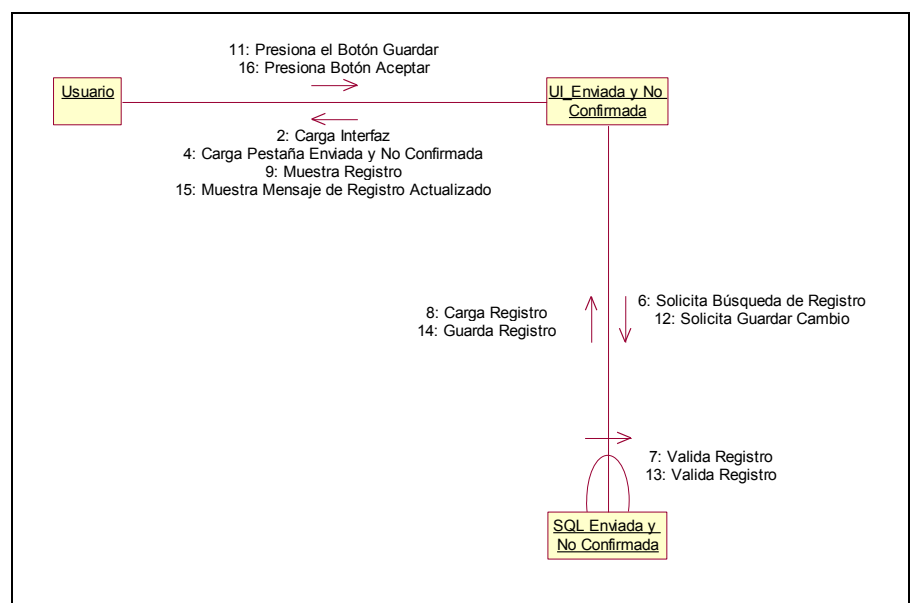 11: Presiona el Botón Guardar
16: Presiona Botón Aceptar
Usuario
UI_Enviada y No
Confirmada
2: Carga Interfaz
4: Carga Pestaña Enviada y No Confirmada
9: Muestra Registro
15: Muestra Mensaje de Registro Actualizado
8: Carga Registro
14: Guarda Registro
6: Solicita Búsqueda de Registro
12: Solicita Guardar Cambio
7: Valida Registro
13: Valida Registro
SQL Enviada y
No Confirmada